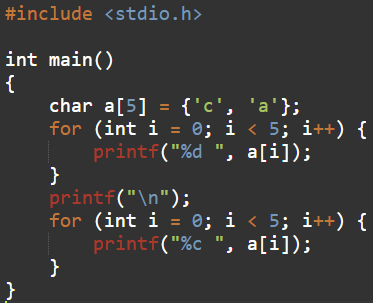 #include <stdio.h>

int main()
{
    char a[5] = {'c', 'a'};
    for (int i = 0; i < 5; i++) {
        printf("%d ", a[i]);
    }
    printf("\n");
    for (int i = 0; i < 5; i++) {
        printf("%c ", a[i]);
    }
}